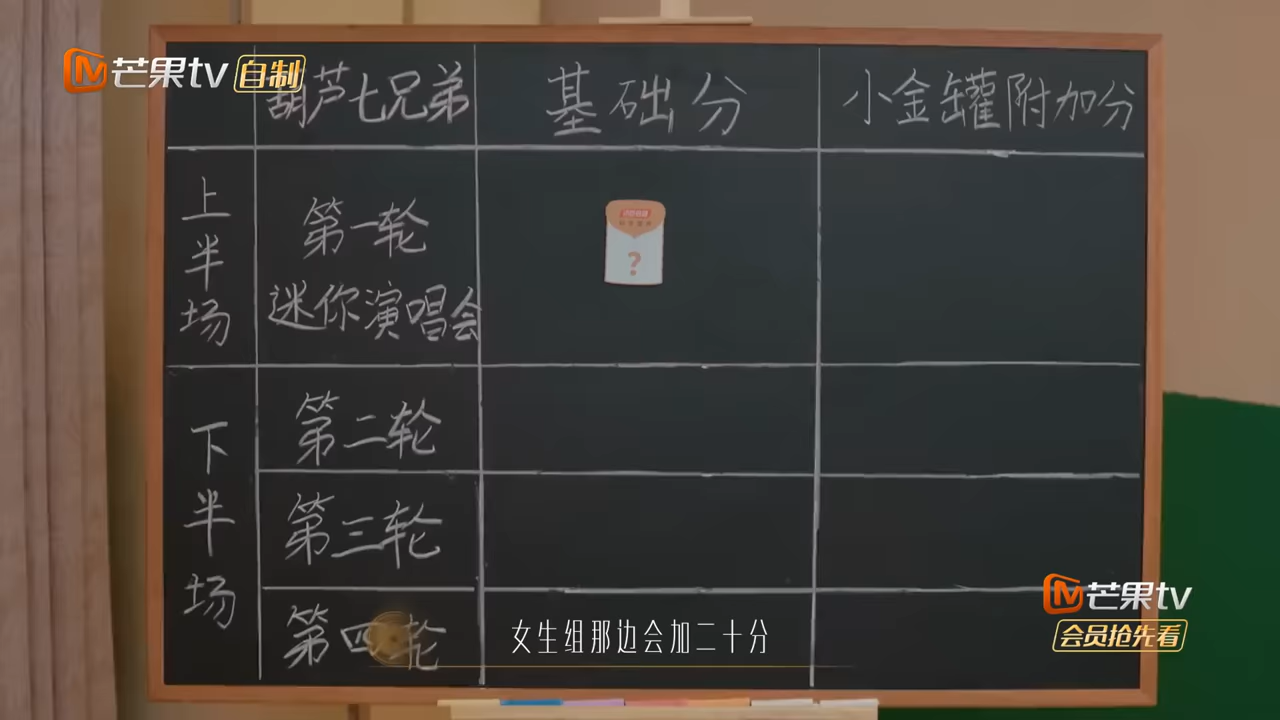 芒果tv 自制
葫芦七兄弟
基础分
小金罐附加分
上半场
第一轮
迷你演唱会
?
下半场
第二轮
第三轮
第四轮
女生组那边会加二十分
芒果tv
会员抢先看